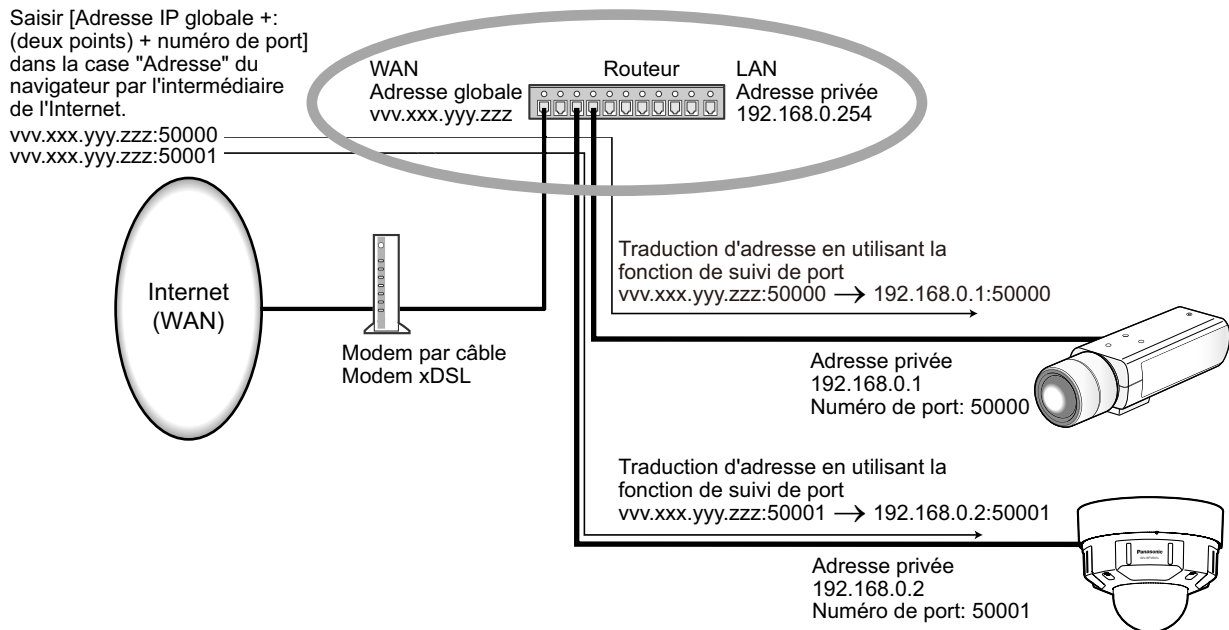 Saisir [Adresse IP globale +:
(deux points) + numéro de port]
dans la case "Adresse" du
navigateur par l'intermédiaire
de l'Internet.
vvv.xxx.yyy.zzz:50000
vvv.xxx.yyy.zzz:50001
WAN
Adresse globale
vvv.xxx.yyy.zzz
Routeur
LAN
Adresse privée
192.168.0.254
Internet
(WAN)
Modem par câble
Modem xDSL
Traduction d'adresse en utilisant la
fonction de suivi de port
vvv.xxx.yyy.zzz:50000 → 192.168.0.1:50000
Adresse privée
192.168.0.1
Numéro de port: 50000
Traduction d'adresse en utilisant la
fonction de suivi de port
vvv.xxx.yyy.zzz:50001 → 192.168.0.2:50001
Panasonic
Adresse privée
192.168.0.2
Numéro de port: 50001